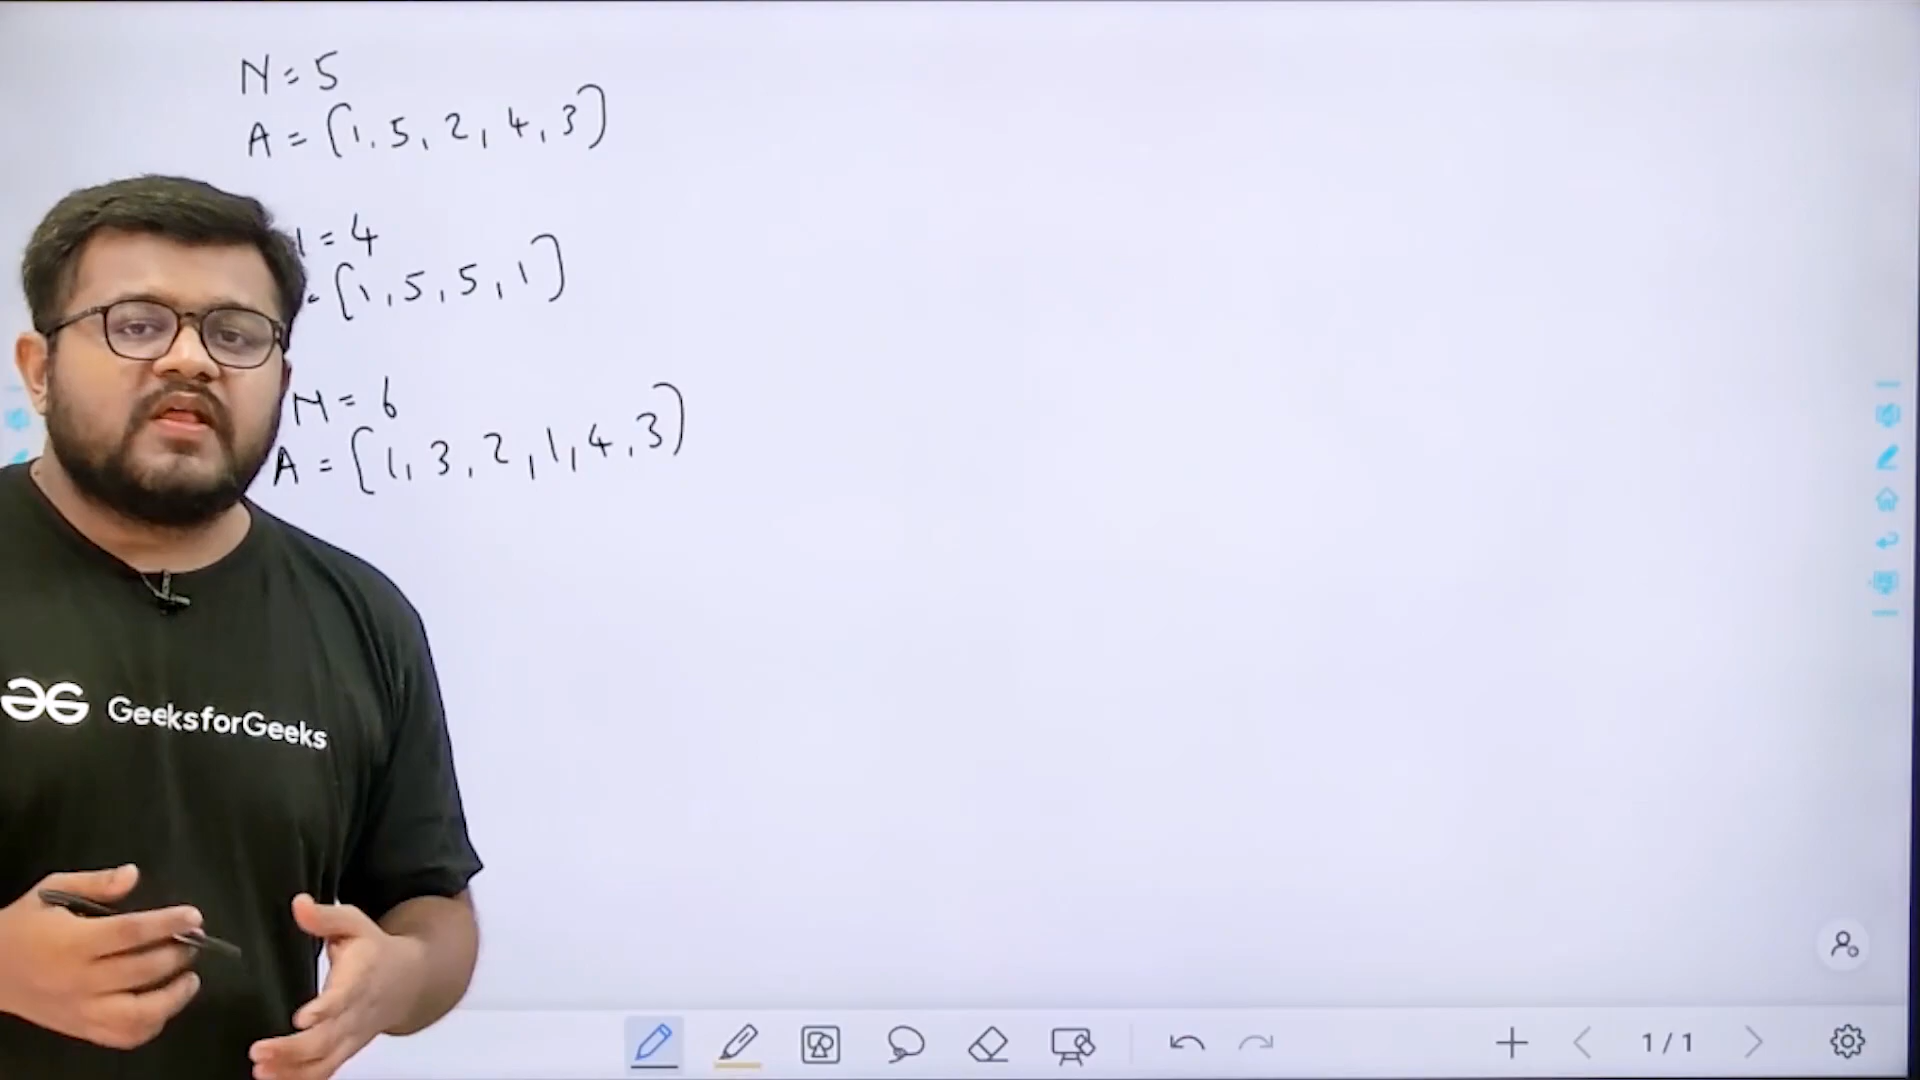 N = 5
A = [1, 5, 2, 4, 3]
= 4
= [1, 5, 5, 1]
N = 6
A = [1, 3, 2, 1, 4, 3]
GeeksforGeeks
1 / 1